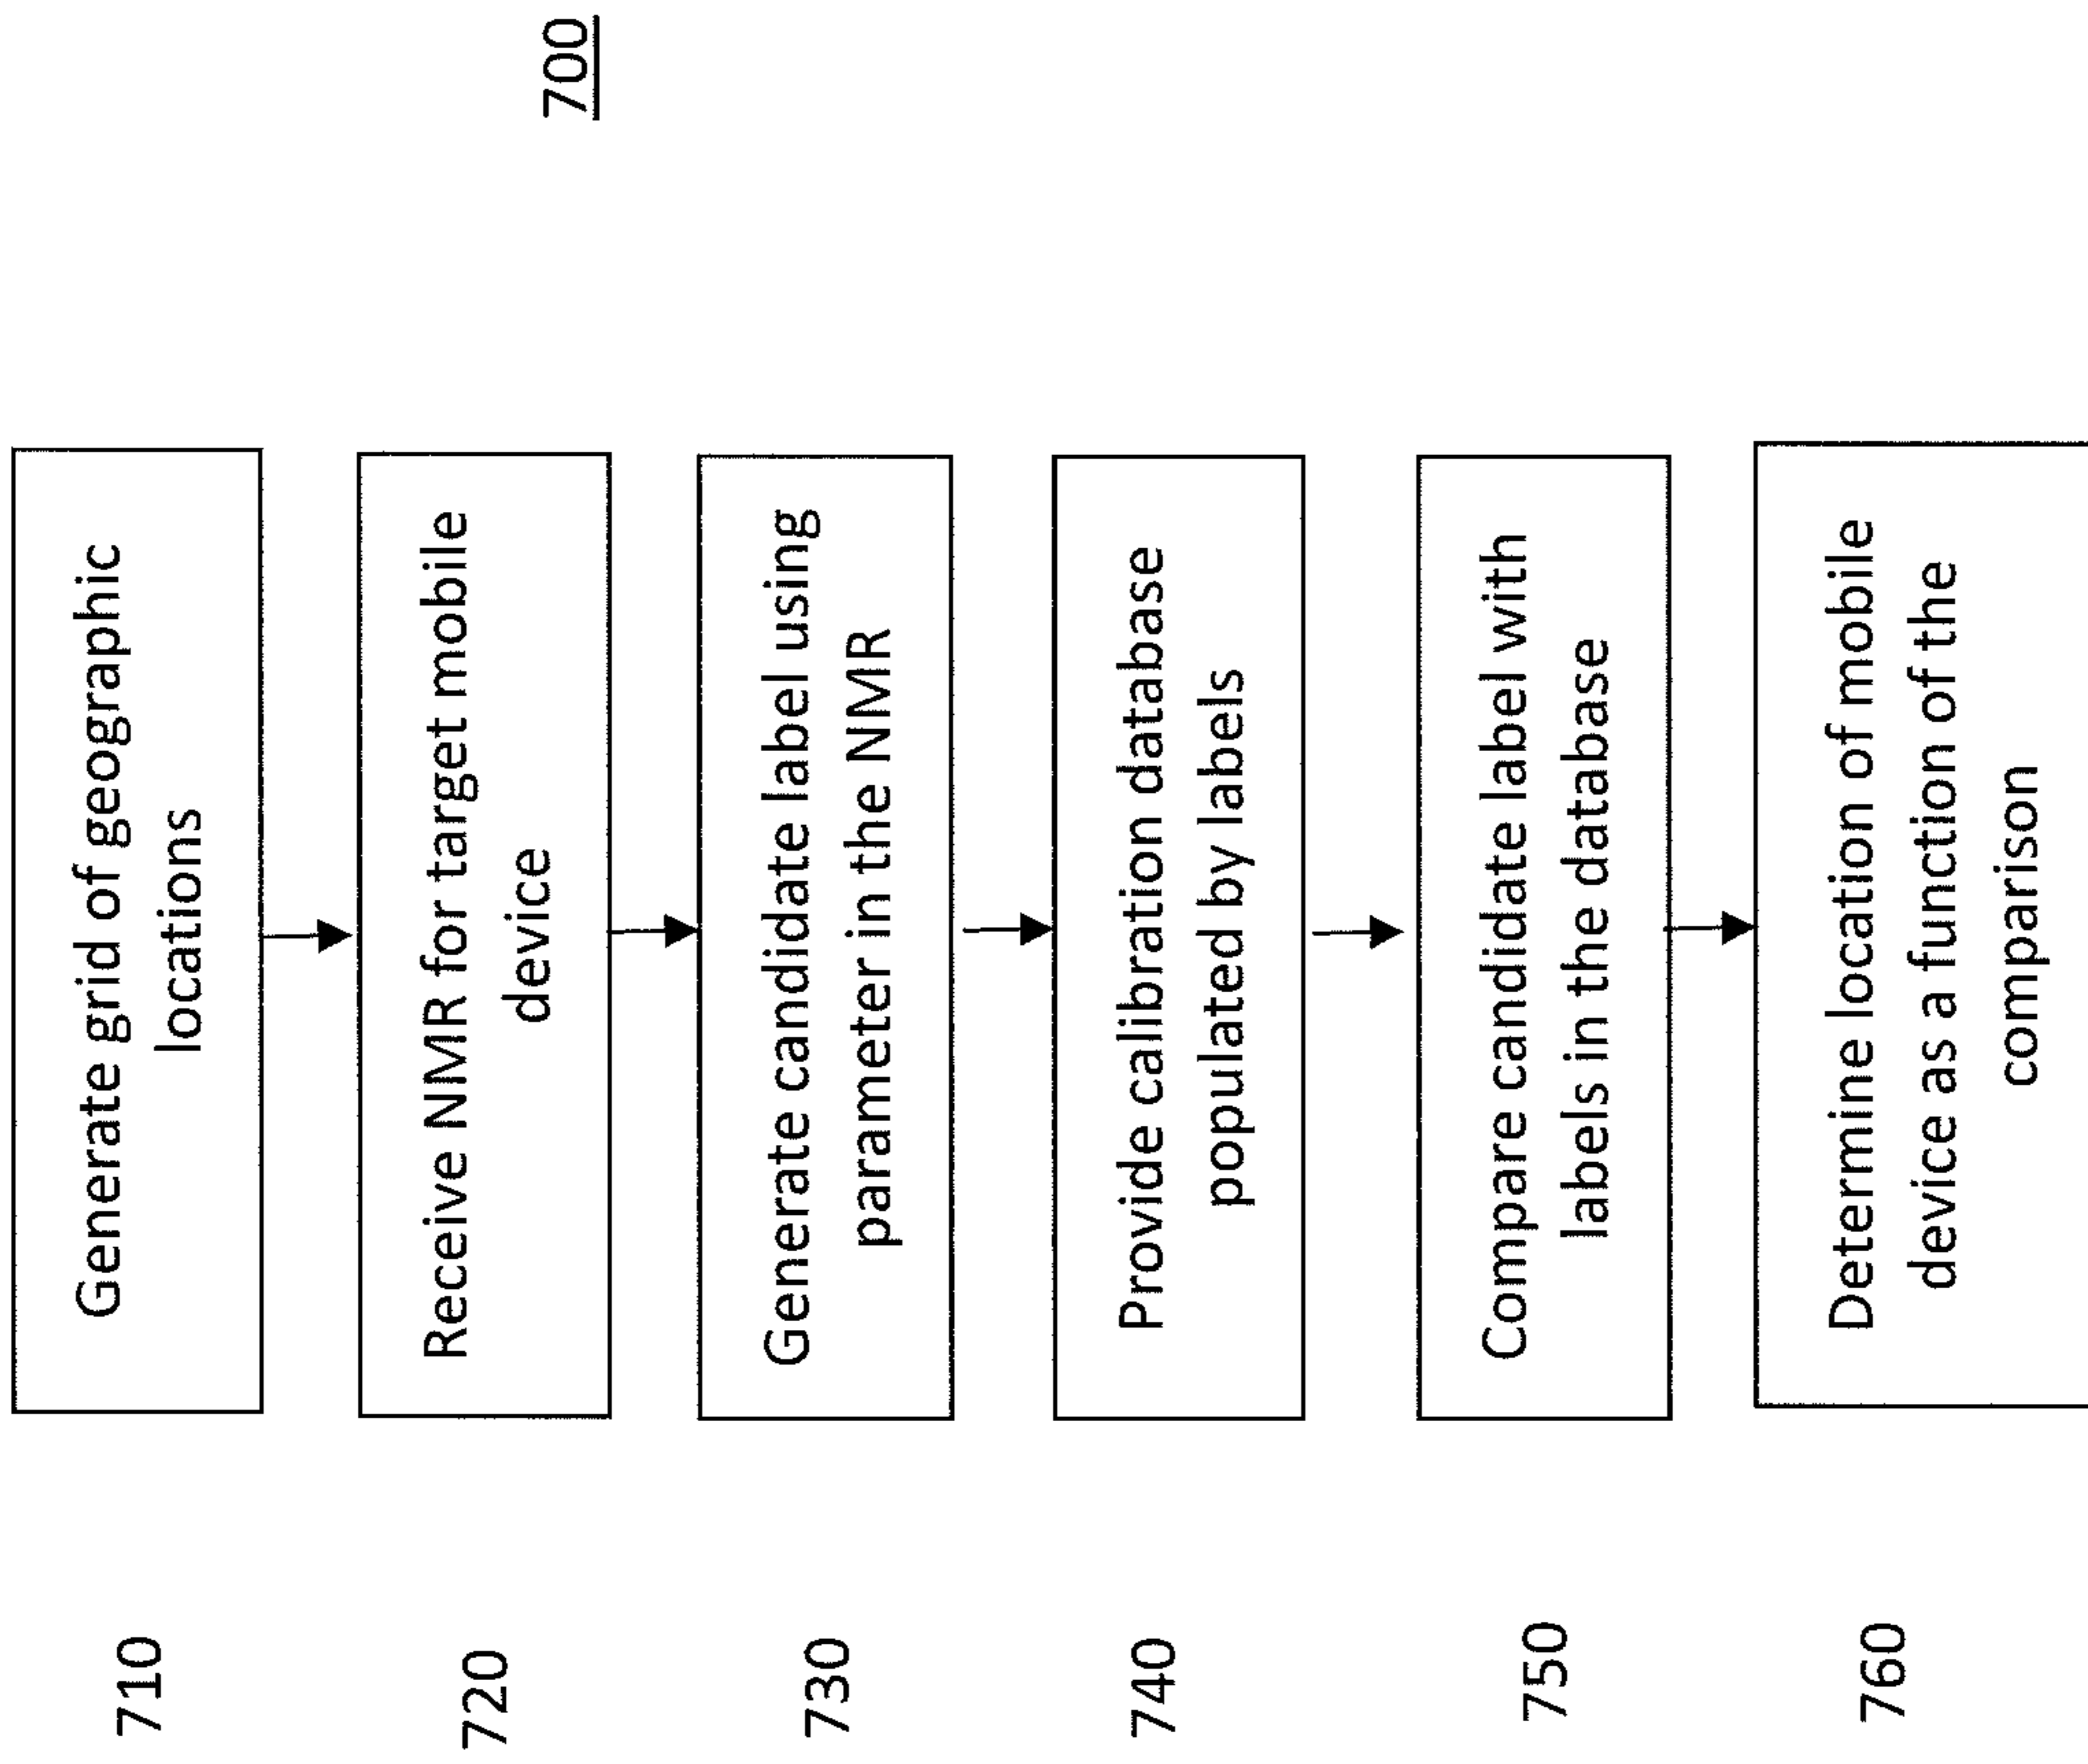 700
710
Generate grid of geographic
locations
720
Receive NMR for target mobile
device
730
Generate candidate label using
parameter in the NMR
740
Provide calibration database
populated by labels
750
Compare candidate label with
labels in the database
760
Determine location of mobile
device as a function of the
comparison